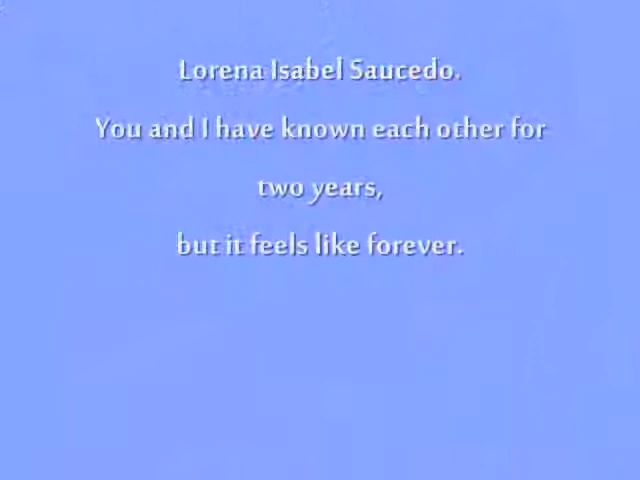 Lorena Isabel Saucedo.
You and I have known each other for
two years,
but it feels like forever.